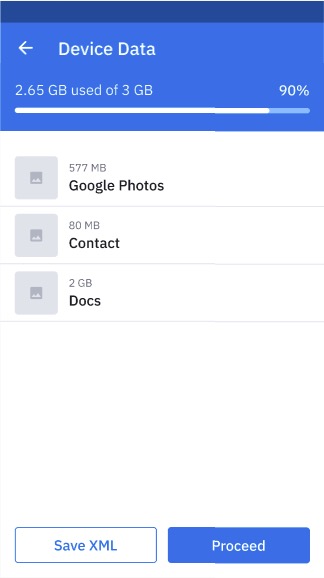 Device Data
2.65 GB used of 3 GB
90%
577 MB
Google Photos
80 MB
Contact
2 GB
Docs
Save XML
Proceed